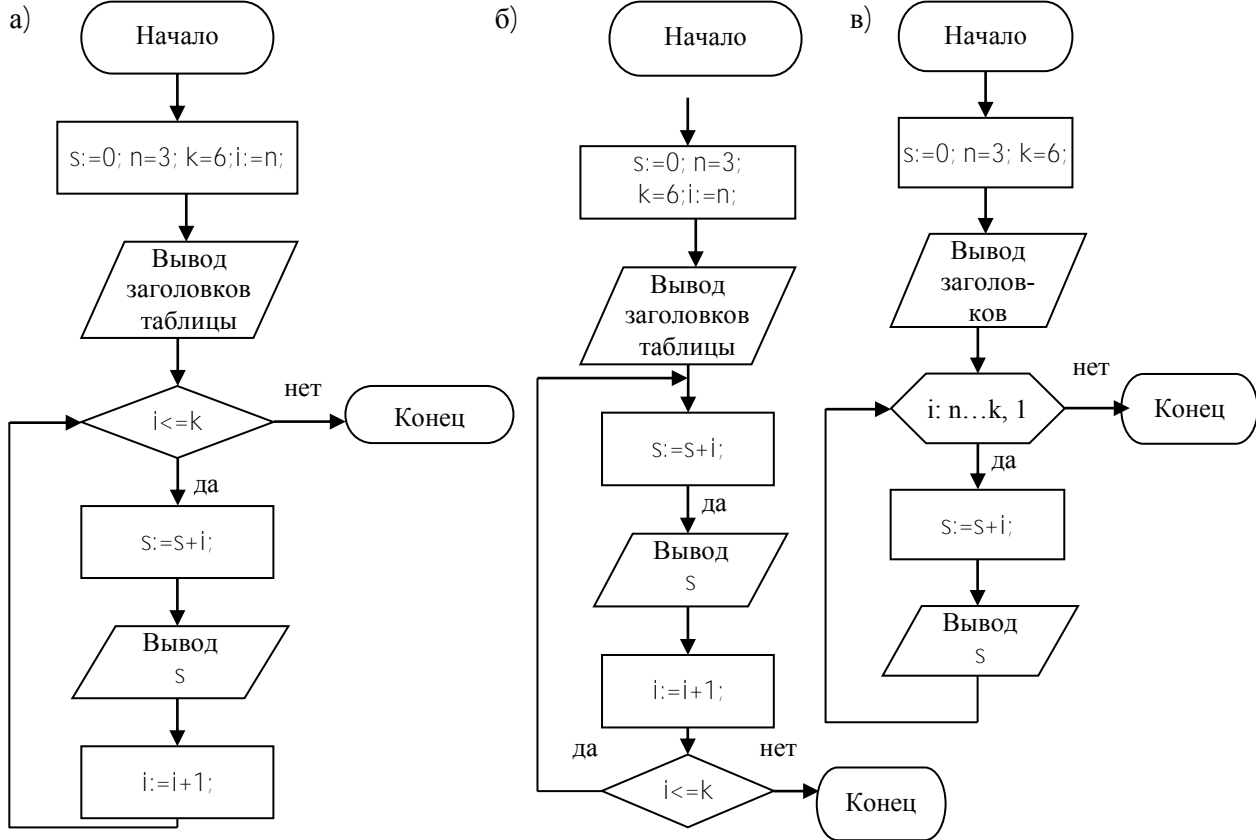 а)
Начало
s:=0; n=3; k=6;i:=n;
Вывод
заголовков
таблицы
i<=k
нет
Конец
да
s:=s+i;
Вывод
s
i:=i+1;
б)
Начало
s:=0; n=3;
k=6;i:=n;
Вывод
заголовков
таблицы
s:=s+i;
да
Вывод
s
i:=i+1;
да
нет
i<=k
Конец
в)
Начало
s:=0; n=3; k=6;
Вывод
заголов-
ков
i: n…k, 1
нет
Конец
да
s:=s+i;
Вывод
s